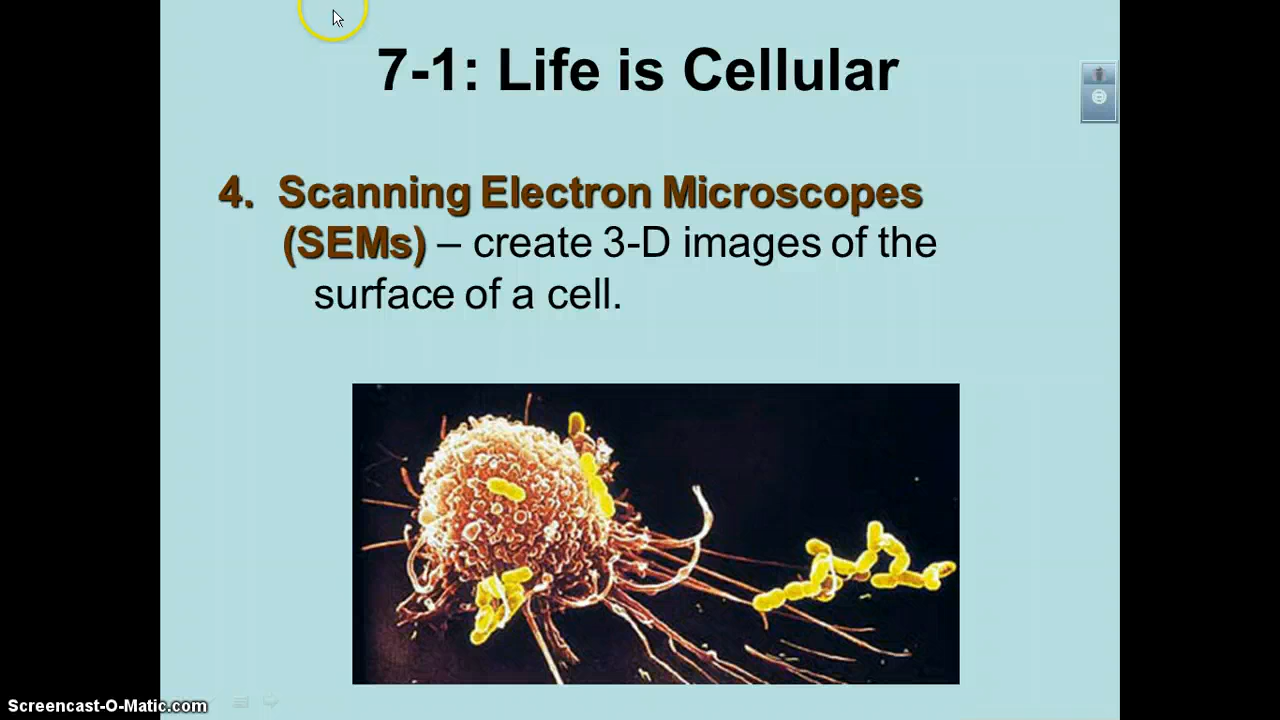 7-1: Life is Cellular
4. Scanning Electron Microscopes
(SEMs) – create 3-D images of the
surface of a cell.
Screencast-O-Matic.com